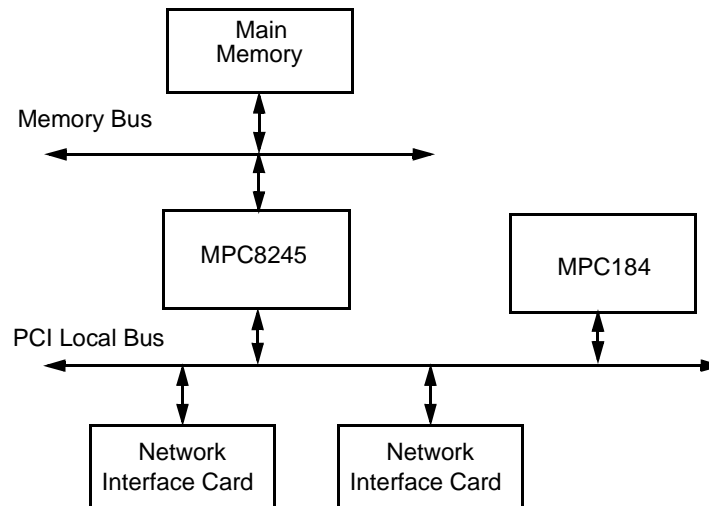 Main
Memory
Memory Bus
MPC8245
MPC184
PCI Local Bus
Network
Interface Card
Network
Interface Card